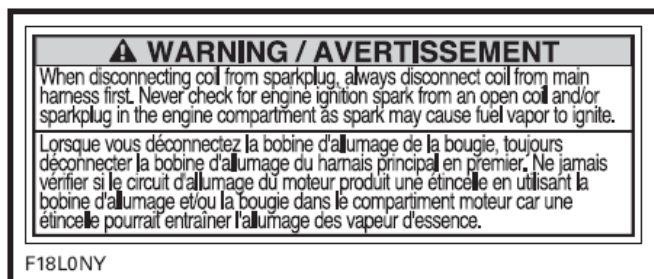 ⚠ WARNING / AVERTISSEMENT
When disconnecting coil from sparkplug, always disconnect coil from main
harness first. Never check for engine ignition spark from an open coil and/or
sparkplug in the engine compartment as spark may cause fuel vapor to ignite.
Lorsque vous déconnectez la bobine d'allumage de la bougie, toujours
déconnecter la bobine d'allumage du harnais principal en premier. Ne jamais
vérifier si le circuit d'allumage du moteur produit une étincelle en utilisant la
bobine d'allumage et/ou la bougie dans le compartiment moteur car une
étincelle pourrait entraîner l'allumage des vapeur d'essence.
F18L0NY